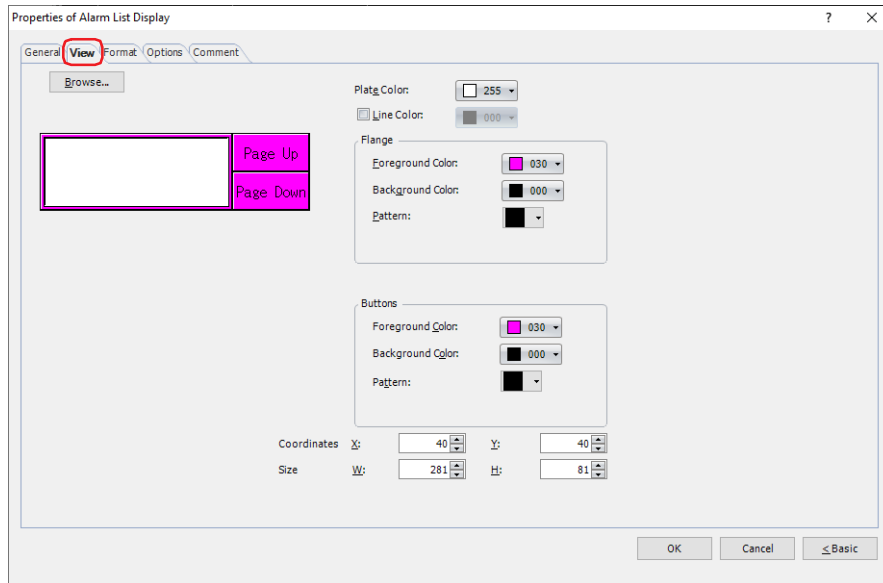 Properties of Alarm List Display ? X
General View Format Options Comment
Browse...
Plate Color: 255
Line Color: 000
Page Up
Page Down
Flange
Foreground Color: 030
Background Color: 000
Pattern:
Buttons
Foreground Color: 030
Background Color: 000
Pattern:
Coordinates X: 40 Y: 40
Size W: 281 H: 81
OK Cancel < Basic